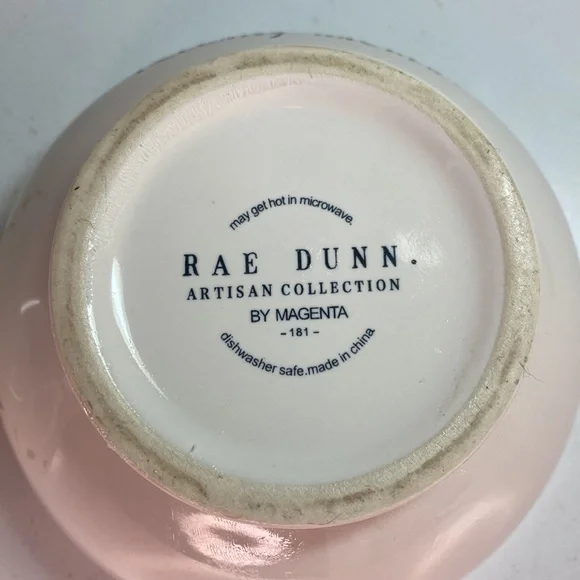 may get hot in microwave.
RAE DUNN.
ARTISAN COLLECTION
BY MAGENTA
– 181 –
dishwasher safe.made in china